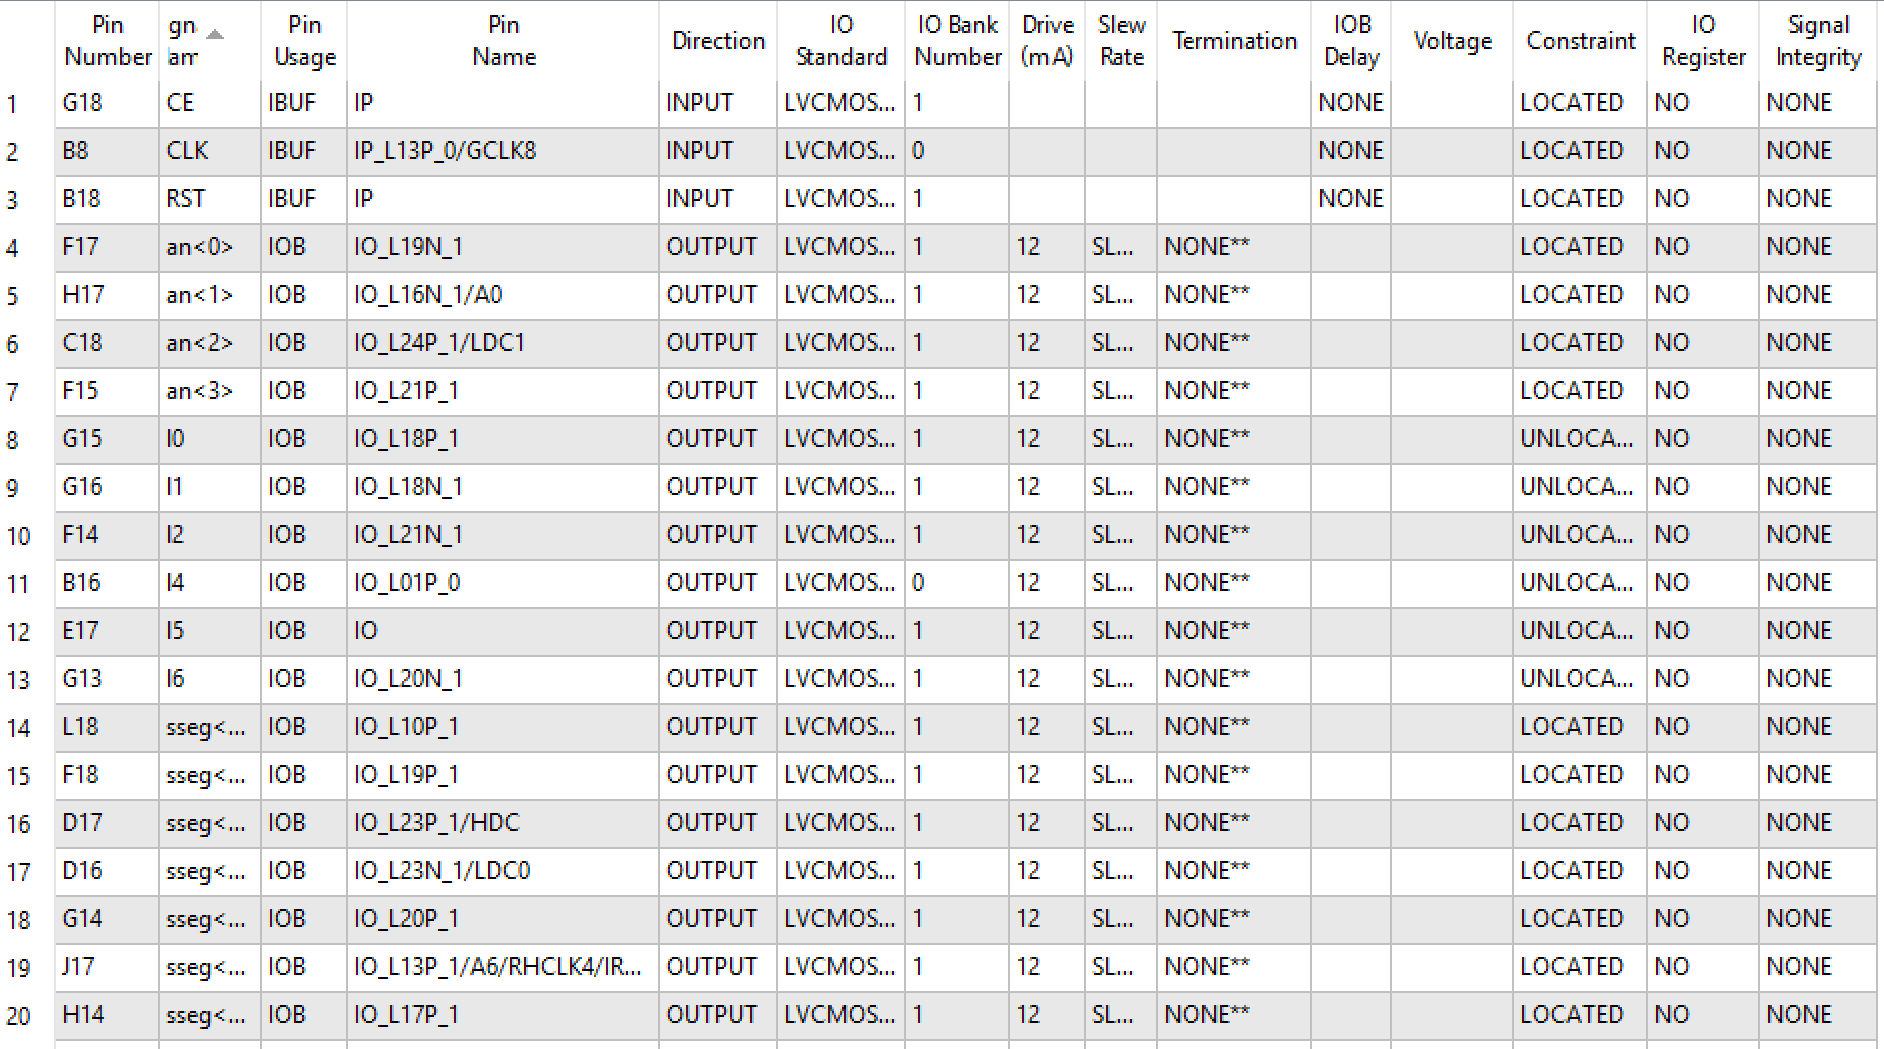 Pin Number gn am Pin Usage Pin Name Direction IO Standard IO Bank Number Drive (mA) Slew Rate Termination IOB Delay Voltage Constraint IO Register Signal Integrity
1 G18 CE IBUF IP INPUT LVCMOS... 1 NONE LOCATED NO NONE
2 B8 CLK IBUF IP_L13P_0/GCLK8 INPUT LVCMOS... 0 NONE LOCATED NO NONE
3 B18 RST IBUF IP INPUT LVCMOS... 1 NONE LOCATED NO NONE
4 F17 an<0> IOB IO_L19N_1 OUTPUT LVCMOS... 1 12 SL... NONE** LOCATED NO NONE
5 H17 an<1> IOB IO_L16N_1/A0 OUTPUT LVCMOS... 1 12 SL... NONE** LOCATED NO NONE
6 C18 an<2> IOB IO_L24P_1/LDC1 OUTPUT LVCMOS... 1 12 SL... NONE** LOCATED NO NONE
7 F15 an<3> IOB IO_L21P_1 OUTPUT LVCMOS... 1 12 SL... NONE** LOCATED NO NONE
8 G15 l0 IOB IO_L18P_1 OUTPUT LVCMOS... 1 12 SL... NONE** UNLOCA... NO NONE
9 G16 l1 IOB IO_L18N_1 OUTPUT LVCMOS... 1 12 SL... NONE** UNLOCA... NO NONE
10 F14 l2 IOB IO_L21N_1 OUTPUT LVCMOS... 1 12 SL... NONE** UNLOCA... NO NONE
11 B16 l4 IOB IO_L01P_0 OUTPUT LVCMOS... 0 12 SL... NONE** UNLOCA... NO NONE
12 E17 l5 IOB IO OUTPUT LVCMOS... 1 12 SL... NONE** UNLOCA... NO NONE
13 G13 l6 IOB IO_L20N_1 OUTPUT LVCMOS... 1 12 SL... NONE** UNLOCA... NO NONE
14 L18 sseg<... IOB IO_L10P_1 OUTPUT LVCMOS... 1 12 SL... NONE** LOCATED NO NONE
15 F18 sseg<... IOB IO_L19P_1 OUTPUT LVCMOS... 1 12 SL... NONE** LOCATED NO NONE
16 D17 sseg<... IOB IO_L23P_1/HDC OUTPUT LVCMOS... 1 12 SL... NONE** LOCATED NO NONE
17 D16 sseg<... IOB IO_L23N_1/LDC0 OUTPUT LVCMOS... 1 12 SL... NONE** LOCATED NO NONE
18 G14 sseg<... IOB IO_L20P_1 OUTPUT LVCMOS... 1 12 SL... NONE** LOCATED NO NONE
19 J17 sseg<... IOB IO_L13P_1/A6/RHCLK4/IR... OUTPUT LVCMOS... 1 12 SL... NONE** LOCATED NO NONE
20 H14 sseg<... IOB IO_L17P_1 OUTPUT LVCMOS... 1 12 SL... NONE** LOCATED NO NONE